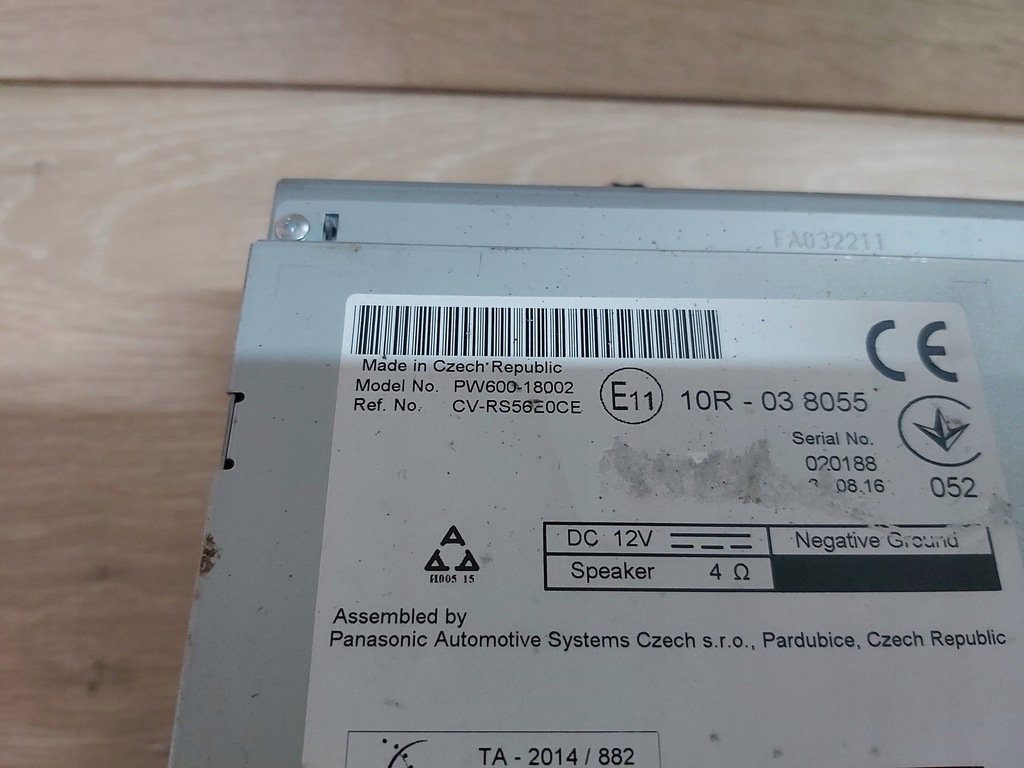 FA032211
CE
Made in Czech Republic
Model No. PW600-18002
Ref. No. CV-RS56E0CE
E11 10R - 03 8055
Serial No.
020188
08.16
052
DC 12V
Negative Ground
Speaker 4 Ω
И005 15
Assembled by
Panasonic Automotive Systems Czech s.r.o., Pardubice, Czech Republic
TA - 2014 / 882